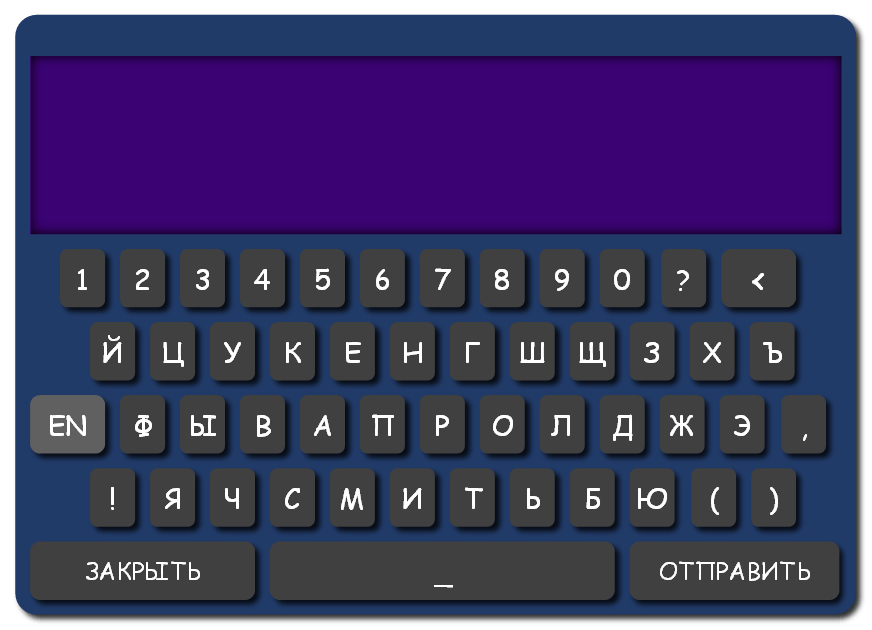 1 2 3 4 5 6 7 8 9 0 ? <
Й Ц У К Е Н Г Ш Щ З Х Ъ
EN Ф Ы В А П Р О Л Д Ж Э ,
! Я Ч С М И Т Ь Б Ю ( )
ЗАКРЫТЬ _ ОТПРАВИТЬ